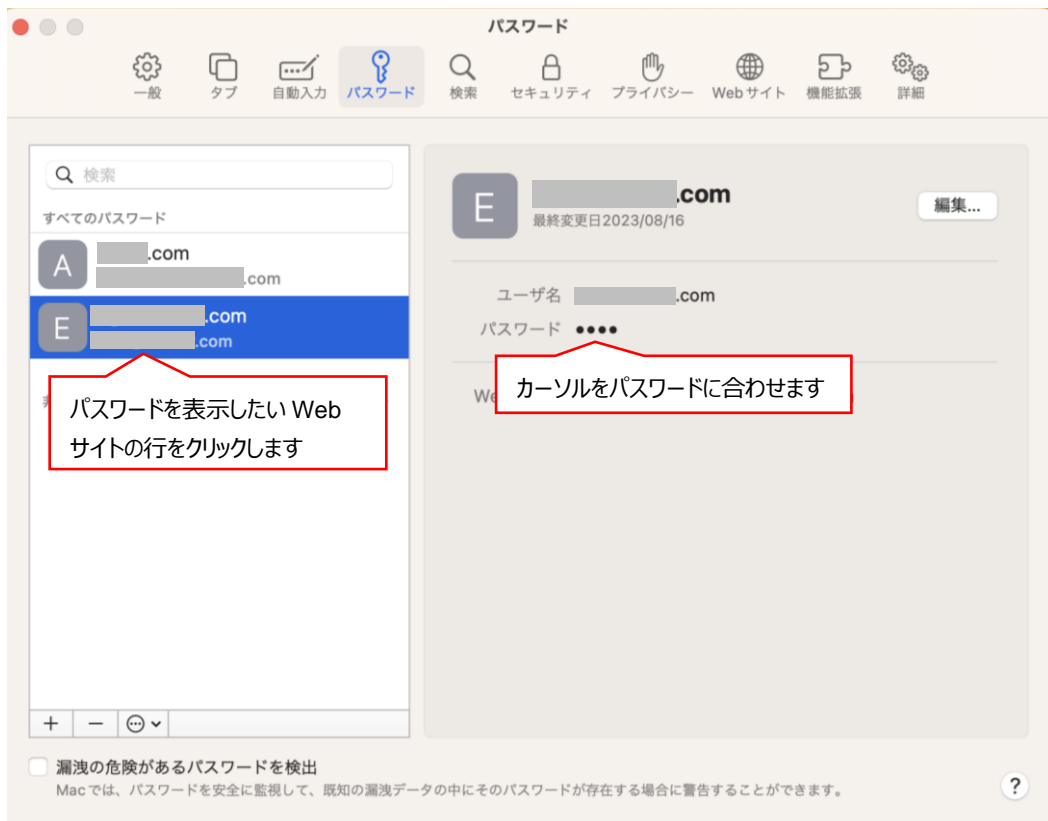 パスワード
一般 タブ 自動入力 パスワード 検索 セキュリティ プライバシー Webサイト 機能拡張 詳細
検索
すべてのパスワード
A
.com
.com
E
.com
.com
パスワードを表示したい Web
サイトの行をクリックします
E
.com
最終変更日2023/08/16
編集...
ユーザ名 .com
パスワード ••••
We
カーソルをパスワードに合わせます
漏洩の危険があるパスワードを検出
Macでは、パスワードを安全に監視して、既知の漏洩データの中にそのパスワードが存在する場合に警告することができます。
?